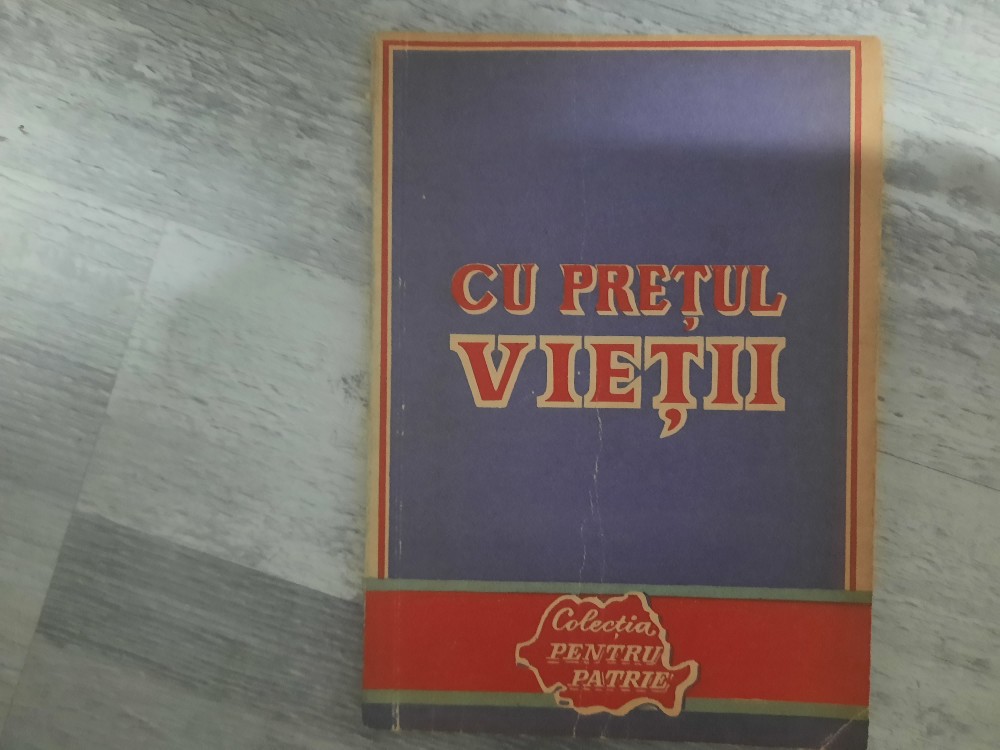 CU PREȚUL
VIEȚII
Colecția
PENTRU
PATRIE